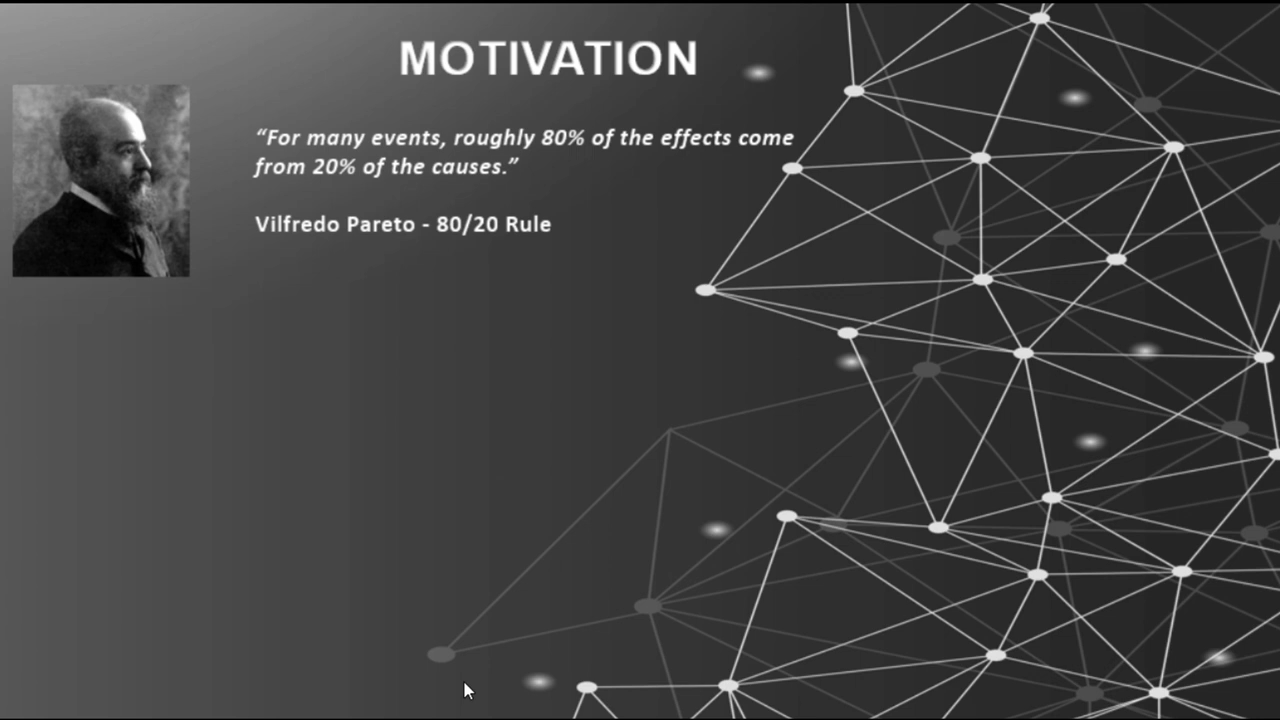 MOTIVATION
“For many events, roughly 80% of the effects come
from 20% of the causes.”
Vilfredo Pareto - 80/20 Rule